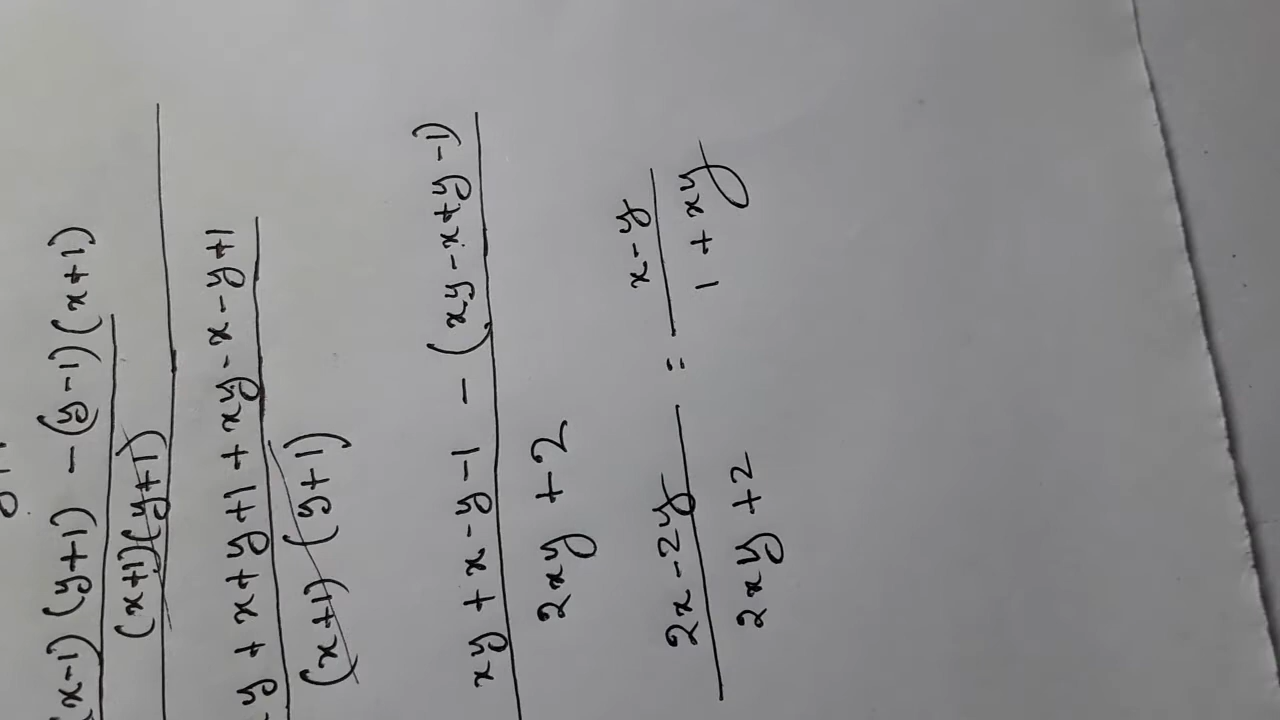 (x-1)(y+1) - (y-1)(x+1)
(x+1)(y+1)
y + x + y + 1 + xy - x - y + 1
(x+1) (y+1)
xy + x - y - 1 - (xy - x + y - 1)
2xy + 2
2x - 2y = x - y
2xy + 2 1 + xy